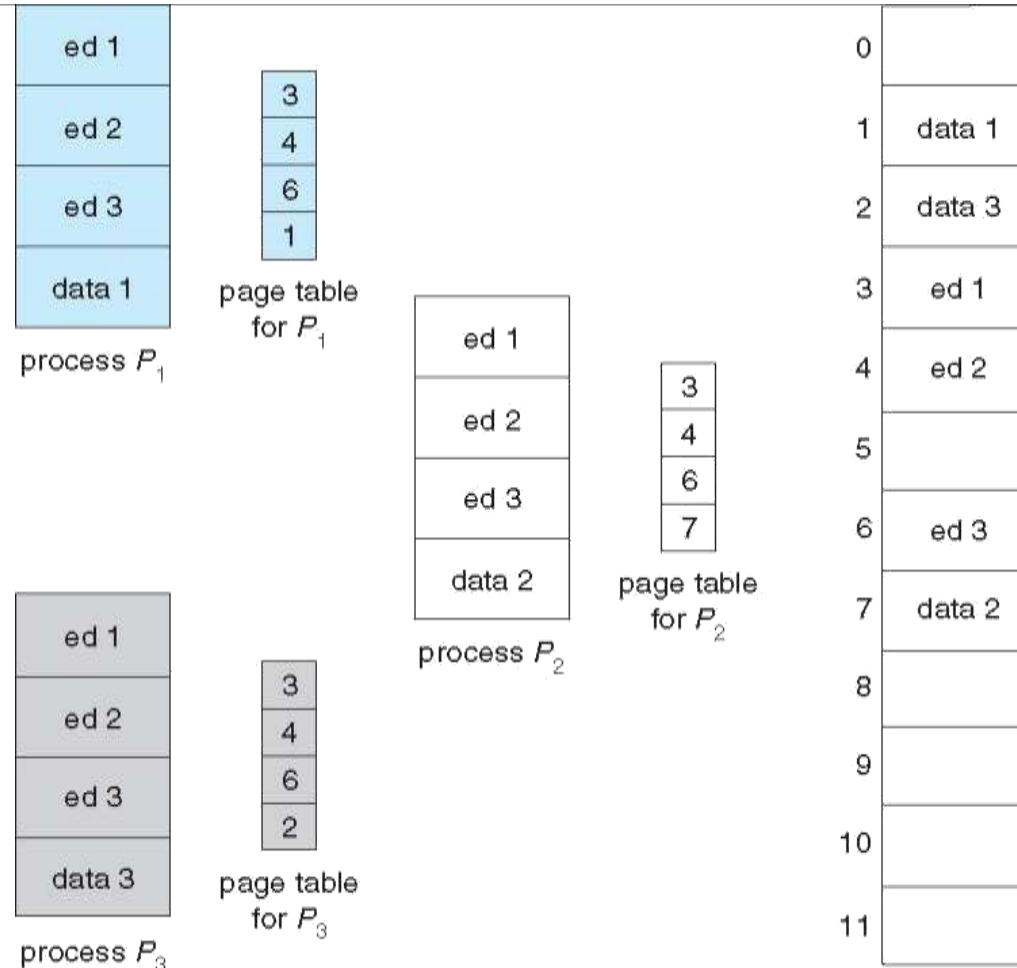 ed 1
ed 2
ed 3
data 1
process P1
3
4
6
1
page table
for P1
ed 1
ed 2
ed 3
data 2
process P2
3
4
6
7
page table
for P2
ed 1
ed 2
ed 3
data 3
process P3
3
4
6
2
page table
for P3
0
1 data 1
2 data 3
3 ed 1
4 ed 2
5
6 ed 3
7 data 2
8
9
10
11